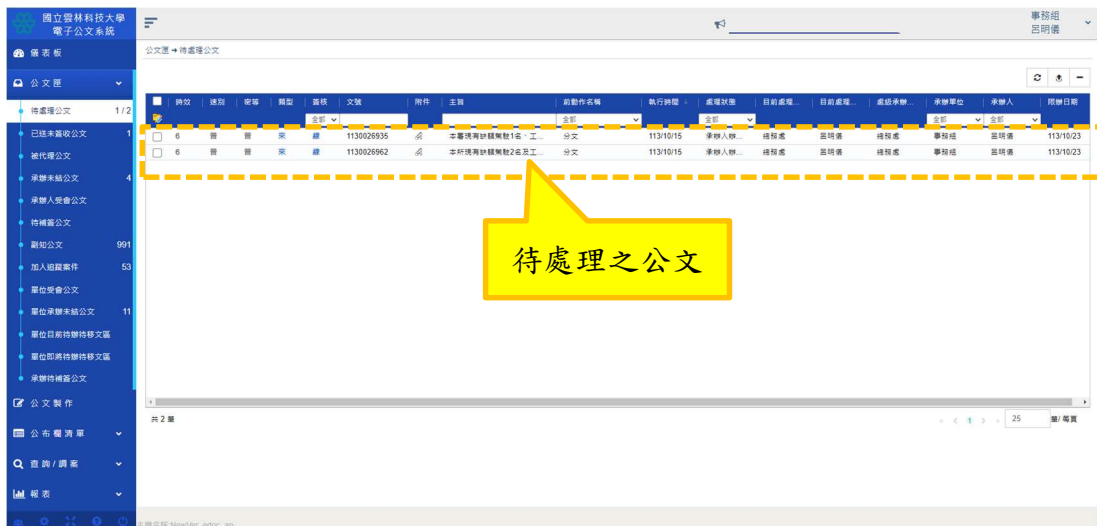 國立雲林科技大學
電子公文系統
事務組
呂明儀
儀表板
公文匣
待處理公文 1/2
已送未簽收公文 1
被代理公文
承辦未結公文 4
承辦人受會公文
待補簽公文
副知公文 991
加入追蹤案件 53
單位受會公文
單位承辦未結公文 11
單位目前待辦待移文區
單位即將待辦待移文區
承辦待補簽公文
公文製作
公布欄清單
查詢/調案
報表
公文匣 → 待處理公文
時效 速別 密等 類型 簽核 文號 附件 主旨 前動作名稱 執行時間 處理狀態 目前處理... 目前處理... 處級承辦... 承辦單位 承辦人 限辦日期
全部 全部 全部 全部 全部
6 普 普 來 線 1130026935 本署現有缺額駕駛1名、工... 分文 113/10/15 承辦人辦... 總務處 呂明儀 總務處 事務組 呂明儀 113/10/23
6 普 普 來 線 1130026962 本所現有缺額駕駛2名及工... 分文 113/10/15 承辦人辦... 總務處 呂明儀 總務處 事務組 呂明儀 113/10/23
待處理之公文
共 2 筆
« < 1 > » 25 筆/每頁